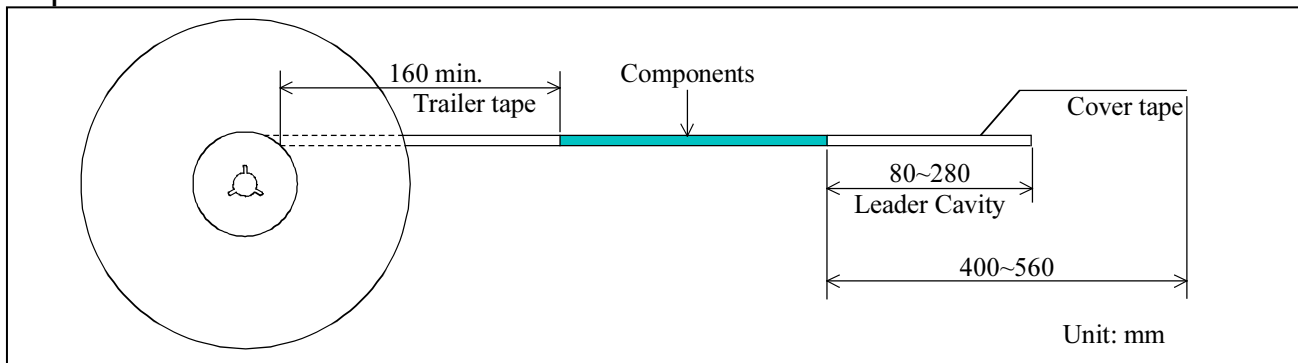 160 min.
Trailer tape
Components
Cover tape
80~280
Leader Cavity
400~560
Unit: mm